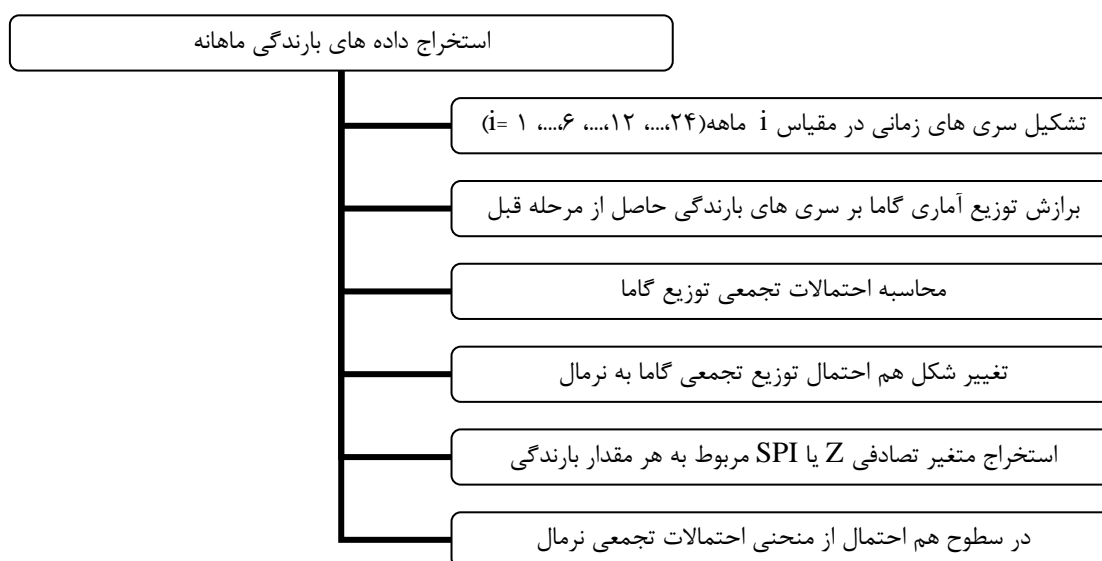 استخراج داده های بارندگی ماهانه
تشکیل سری های زمانی در مقیاس i ماهه(۲۴،...، ۱۲،...، ۶،...، ۱ =i)
برازش توزیع آماری گاما بر سری های بارندگی حاصل از مرحله قبل
محاسبه احتمالات تجمعی توزیع گاما
تغییر شکل هم احتمال توزیع تجمعی گاما به نرمال
استخراج متغیر تصادفی Z یا SPI مربوط به هر مقدار بارندگی
در سطوح هم احتمال از منحنی احتمالات تجمعی نرمال